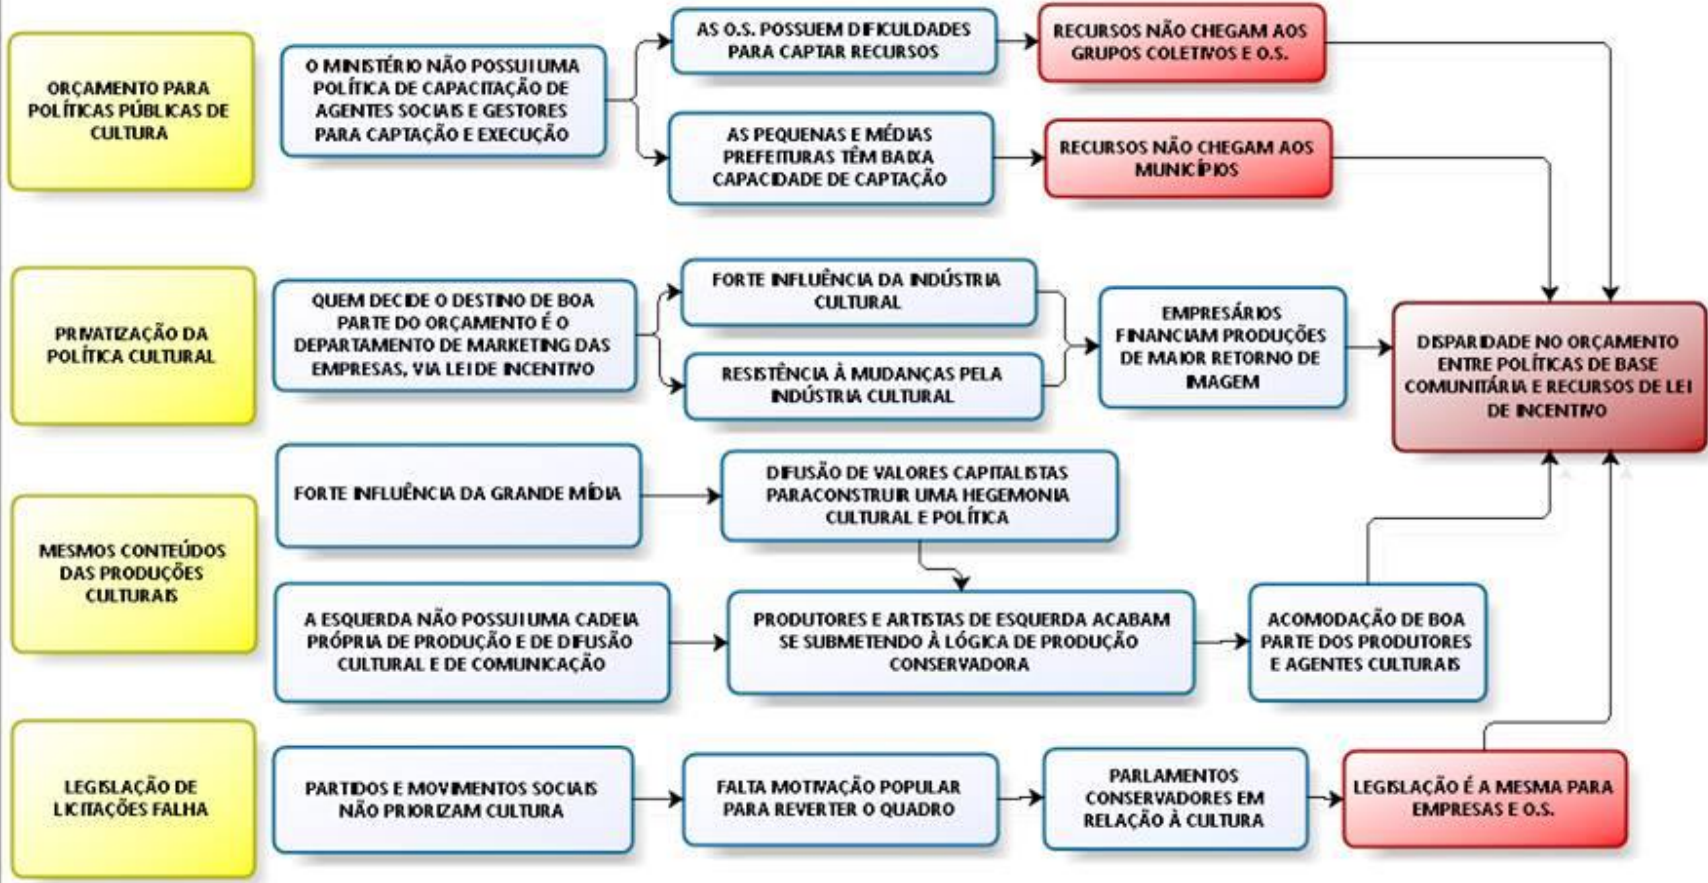 ORÇAMENTO PARA
POLÍTICAS PÚBLICAS DE
CULTURA
O MINISTÉRIO NÃO POSSUI UMA
POLÍTICA DE CAPACITAÇÃO DE
AGENTES SOCIAIS E GESTORES
PARA CAPTAÇÃO E EXECUÇÃO
AS O.S. POSSUEM DIFICULDADES
PARA CAPTAR RECURSOS
RECURSOS NÃO CHEGAM AOS
GRUPOS COLETIVOS E O.S.
AS PEQUENAS E MÉDIAS
PREFEITURAS TÊM BAIXA
CAPACIDADE DE CAPTAÇÃO
RECURSOS NÃO CHEGAM AOS
MUNICÍPIOS
PRIVATIZAÇÃO DA
POLÍTICA CULTURAL
QUEM DECIDE O DESTINO DE BOA
PARTE DO ORÇAMENTO É O
DEPARTAMENTO DE MARKETING DAS
EMPRESAS, VIA LEI DE INCENTIVO
FORTE INFLUÊNCIA DA INDÚSTRIA
CULTURAL
RESISTÊNCIA À MUDANÇAS PELA
INDÚSTRIA CULTURAL
EMPRESÁRIOS
FINANCIAM PRODUÇÕES
DE MAIOR RETORNO DE
IMAGEM
DISPARIDADE NO ORÇAMENTO
ENTRE POLÍTICAS DE BASE
COMUNITÁRIA E RECURSOS DE LEI
DE INCENTIVO
MESMOS CONTEÚDOS
DAS PRODUÇÕES
CULTURAIS
FORTE INFLUÊNCIA DA GRANDE MÍDIA
DIFUSÃO DE VALORES CAPITALISTAS
PARACONSTRUIR UMA HEGEMONIA
CULTURAL E POLÍTICA
A ESQUERDA NÃO POSSUI UMA CADEIA
PRÓPRIA DE PRODUÇÃO E DE DIFUSÃO
CULTURAL E DE COMUNICAÇÃO
PRODUTORES E ARTISTAS DE ESQUERDA ACABAM
SE SUBMETENDO À LÓGICA DE PRODUÇÃO
CONSERVADORA
ACOMODAÇÃO DE BOA
PARTE DOS PRODUTORES
E AGENTES CULTURAIS
LEGISLAÇÃO DE
LICITAÇÕES FALHA
PARTIDOS E MOVIMENTOS SOCIAIS
NÃO PRIORIZAM CULTURA
FALTA MOTIVAÇÃO POPULAR
PARA REVERTER O QUADRO
PARLAMENTOS
CONSERVADORES EM
RELAÇÃO À CULTURA
LEGISLAÇÃO É A MESMA PARA
EMPRESAS E O.S.